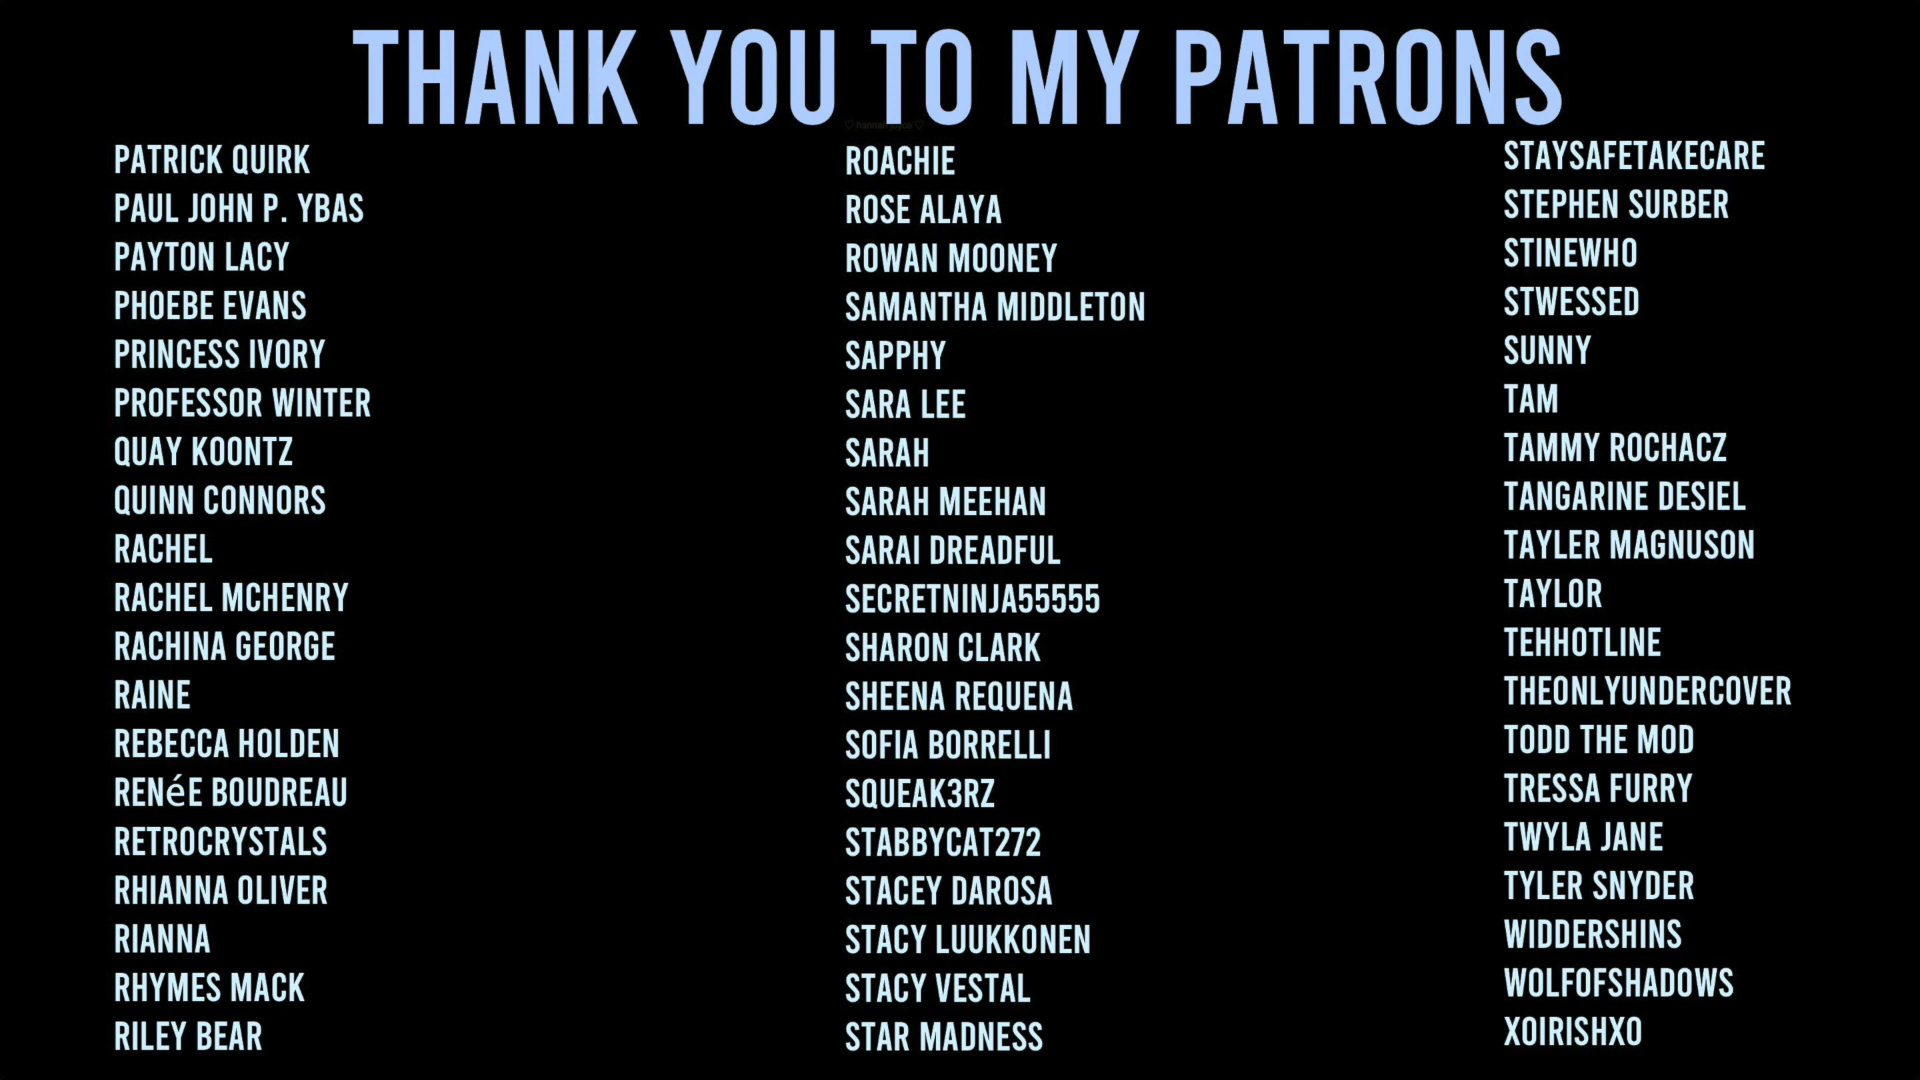 THANK YOU TO MY PATRONS
PATRICK QUIRK
PAUL JOHN P. YBAS
PAYTON LACY
PHOEBE EVANS
PRINCESS IVORY
PROFESSOR WINTER
QUAY KOONTZ
QUINN CONNORS
RACHEL
RACHEL MCHENRY
RACHINA GEORGE
RAINE
REBECCA HOLDEN
RENéE BOUDREAU
RETROCRYSTALS
RHIANNA OLIVER
RIANNA
RHYMES MACK
RILEY BEAR
ROACHIE
ROSE ALAYA
ROWAN MOONEY
SAMANTHA MIDDLETON
SAPPHY
SARA LEE
SARAH
SARAH MEEHAN
SARAI DREADFUL
SECRETNINJA55555
SHARON CLARK
SHEENA REQUENA
SOFIA BORRELLI
SQUEAK3RZ
STABBYCAT272
STACEY DAROSA
STACY LUUKKONEN
STACY VESTAL
STAR MADNESS
STAYSAFETAKECARE
STEPHEN SURBER
STINEWHO
STWESSED
SUNNY
TAM
TAMMY ROCHACZ
TANGARINE DESIEL
TAYLER MAGNUSON
TAYLOR
TEHHOTLINE
THEONLYUNDERCOVER
TODD THE MOD
TRESSA FURRY
TWYLA JANE
TYLER SNYDER
WIDDERSHINS
WOLFOFSHADOWS
XOIRISHXO